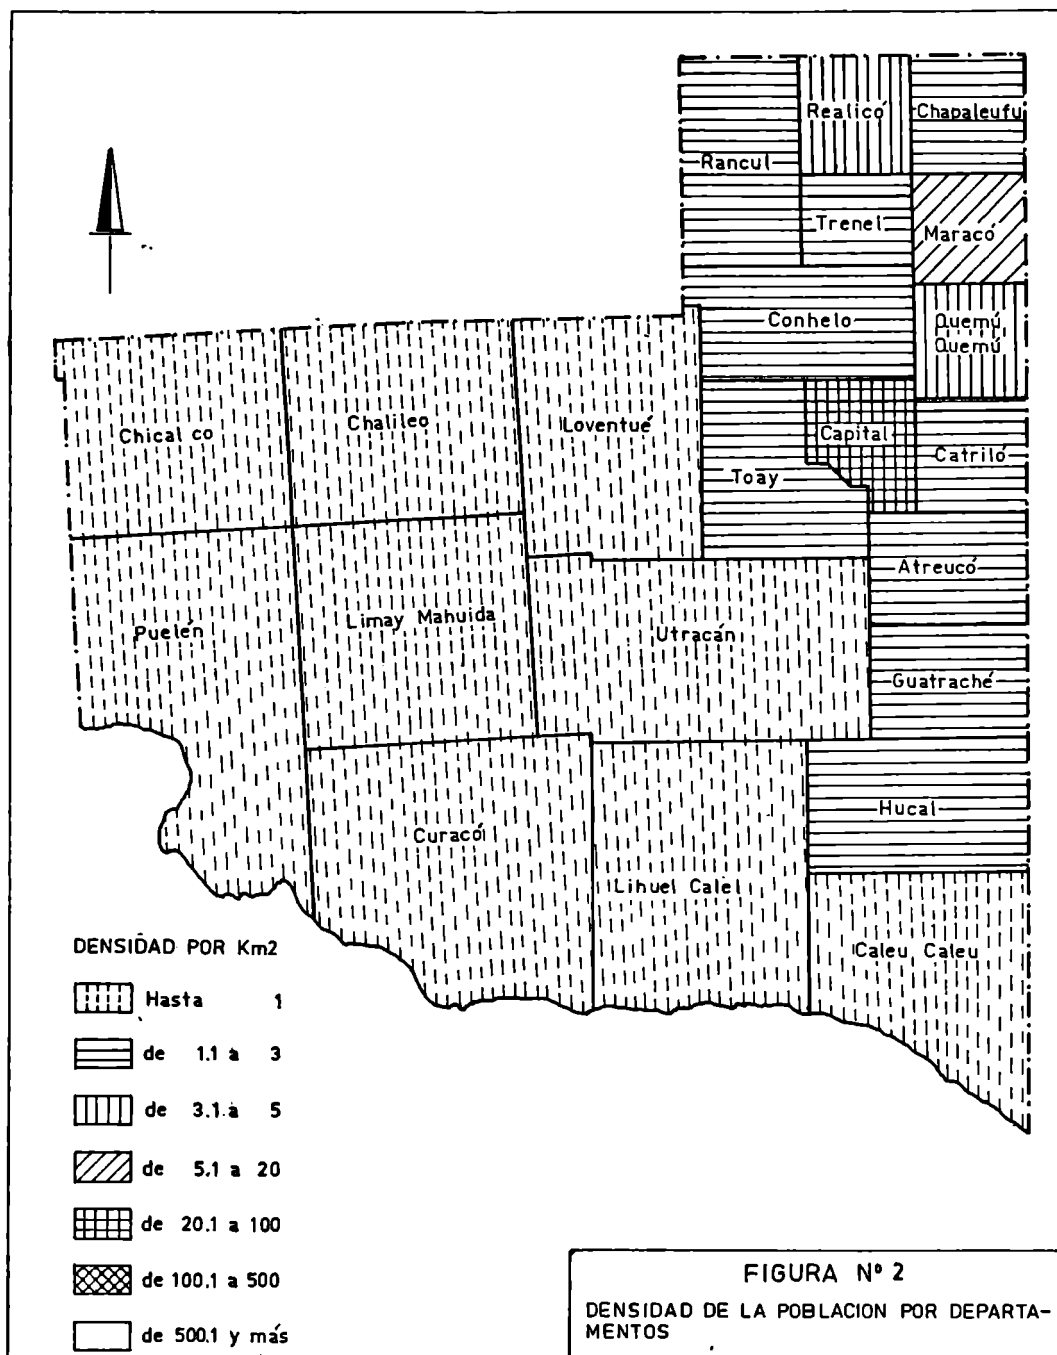 Realicó
Chapaleufu
Rancul
Trenel
Maracó
Conhelo
Quemú
Quemú
Chical co
Chalileo
Loventué
Capital
Catriló
Toay
Atreucó
Puelén
Limay Mahuida
Utracán
Guatraché
Hucal
Curacó
Lihuel Calel
Caleu Caleu
DENSIDAD POR Km2
Hasta 1
de 1.1 a 3
de 3.1 a 5
de 5.1 a 20
de 20.1 a 100
de 100.1 a 500
de 500.1 y más
FIGURA Nº 2
DENSIDAD DE LA POBLACION POR DEPARTA-
MENTOS